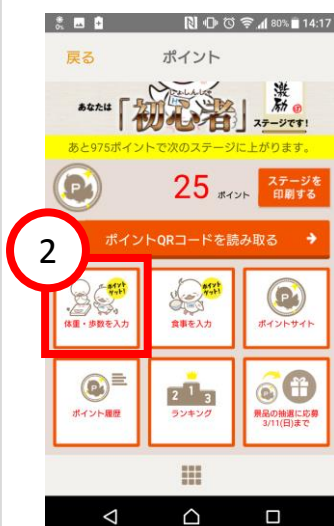 80% 14:17
戻る ポイント
あなたは 「初心者」 激励 ステージです!
あと975ポイントで次のステージに上がります。
P 25 ポイント ステージを
印刷する
ポイントQRコードを読み取る
2
ポイント
ゲット!
体重・歩数を入力
ポイント
ゲット!
食事を入力
P
ポイントサイト
P
ポイント履歴
2 1 3
ランキング
P
景品の抽選に応募
3/11(日)まで